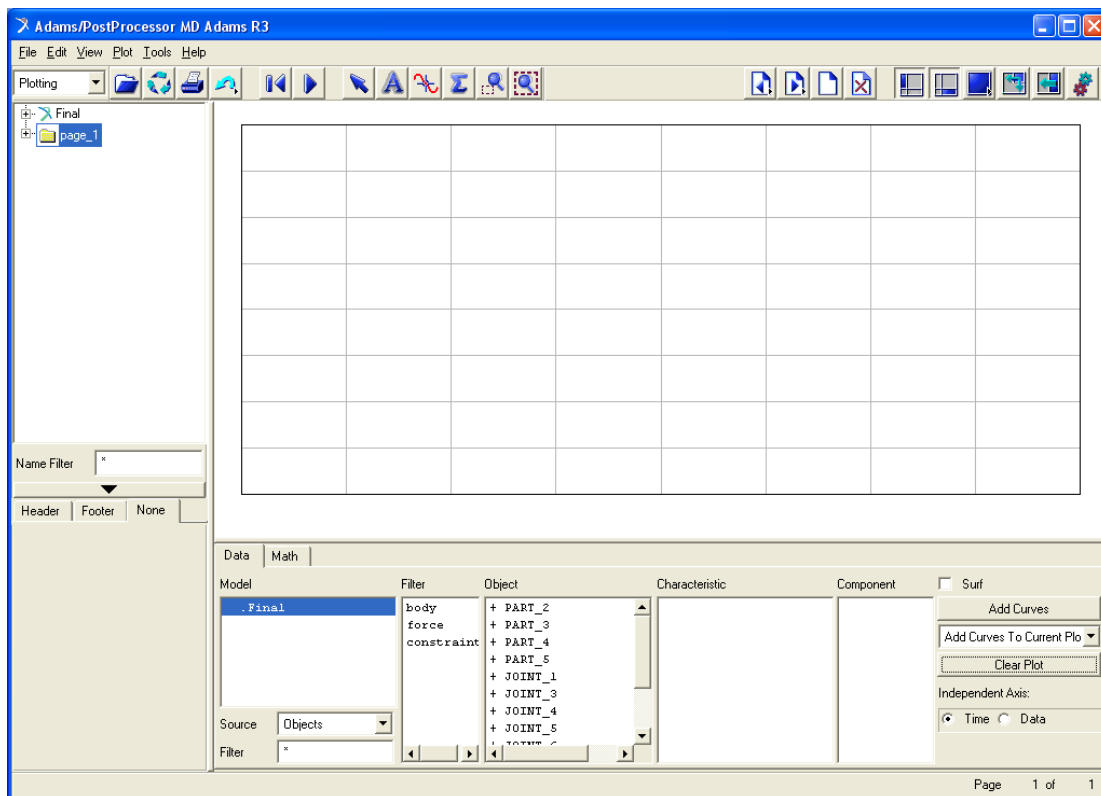 Adams/PostProcessor MD Adams R3
File Edit View Plot Tools Help
Plotting
Final
page_1
Name Filter *
Header Footer None
Data Math
Model Filter Object Characteristic Component Surf
.Final
body
force
constraint
+ PART_2
+ PART_3
+ PART_4
+ PART_5
+ JOINT_1
+ JOINT_3
+ JOINT_4
+ JOINT_5
Add Curves
Add Curves To Current Plo
Clear Plot
Independent Axis:
Time Data
Source Objects
Filter *
Page 1 of 1